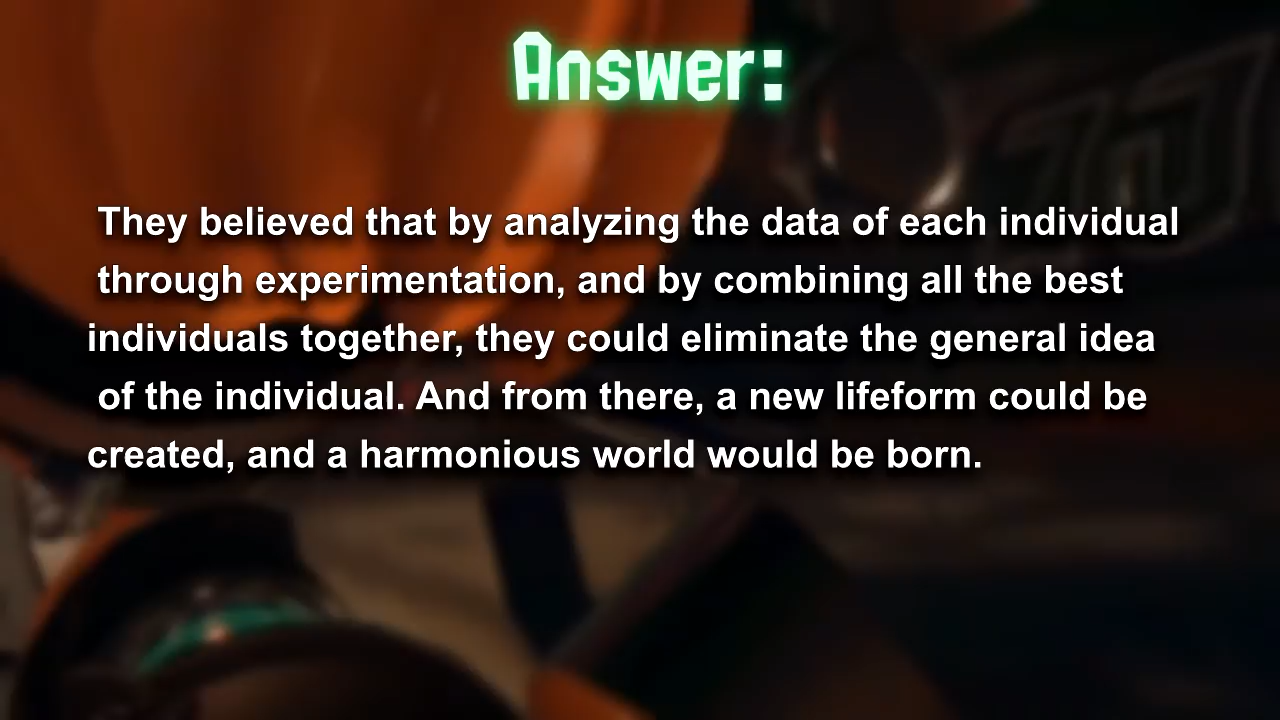 Answer:
They believed that by analyzing the data of each individual
through experimentation, and by combining all the best
individuals together, they could eliminate the general idea
of the individual. And from there, a new lifeform could be
created, and a harmonious world would be born.